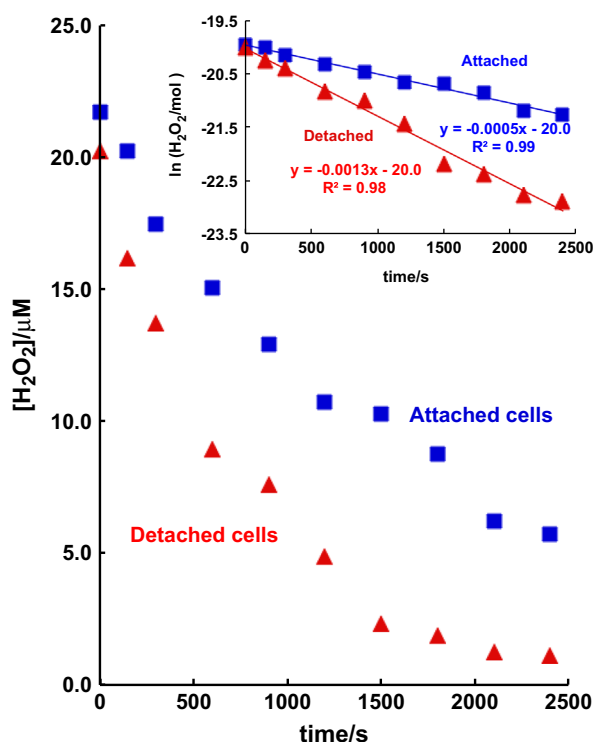 25.0
20.0
15.0
10.0
5.0
0.0
[H₂O₂]/μM
0
500
1000
1500
2000
2500
time/s
Attached cells
Detached cells
-19.5
-20.5
-21.5
-22.5
-23.5
ln (H₂O₂/mol )
0
500
1000
1500
2000
2500
time/s
Attached
y = -0.0005x - 20.0
R² = 0.99
Detached
y = -0.0013x - 20.0
R² = 0.98